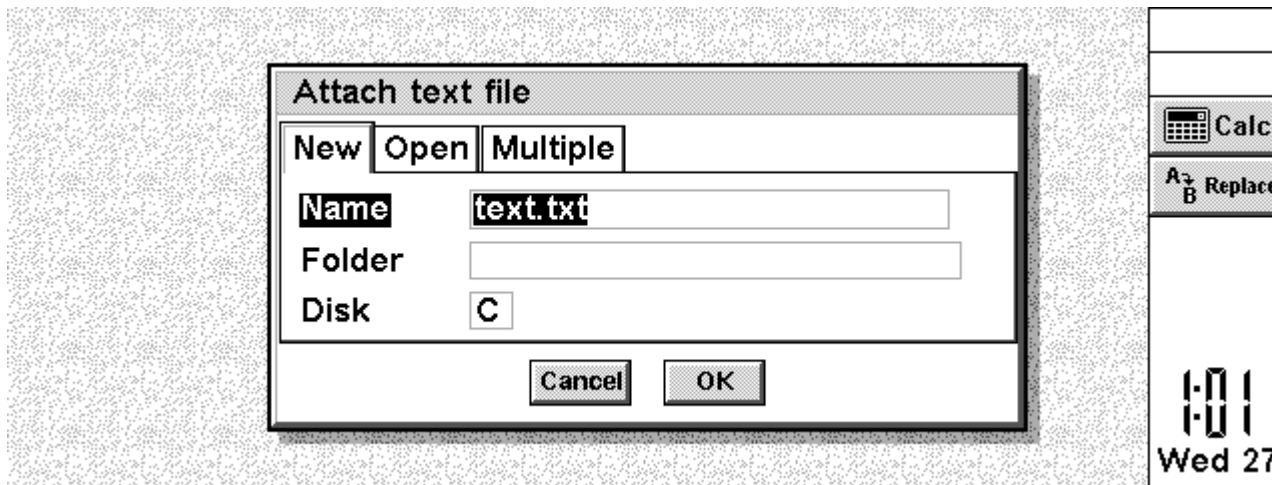 Attach text file
New Open Multiple
Name text.txt
Folder
Disk C
Cancel OK
Calc
A B Replace
1:01
Wed 27